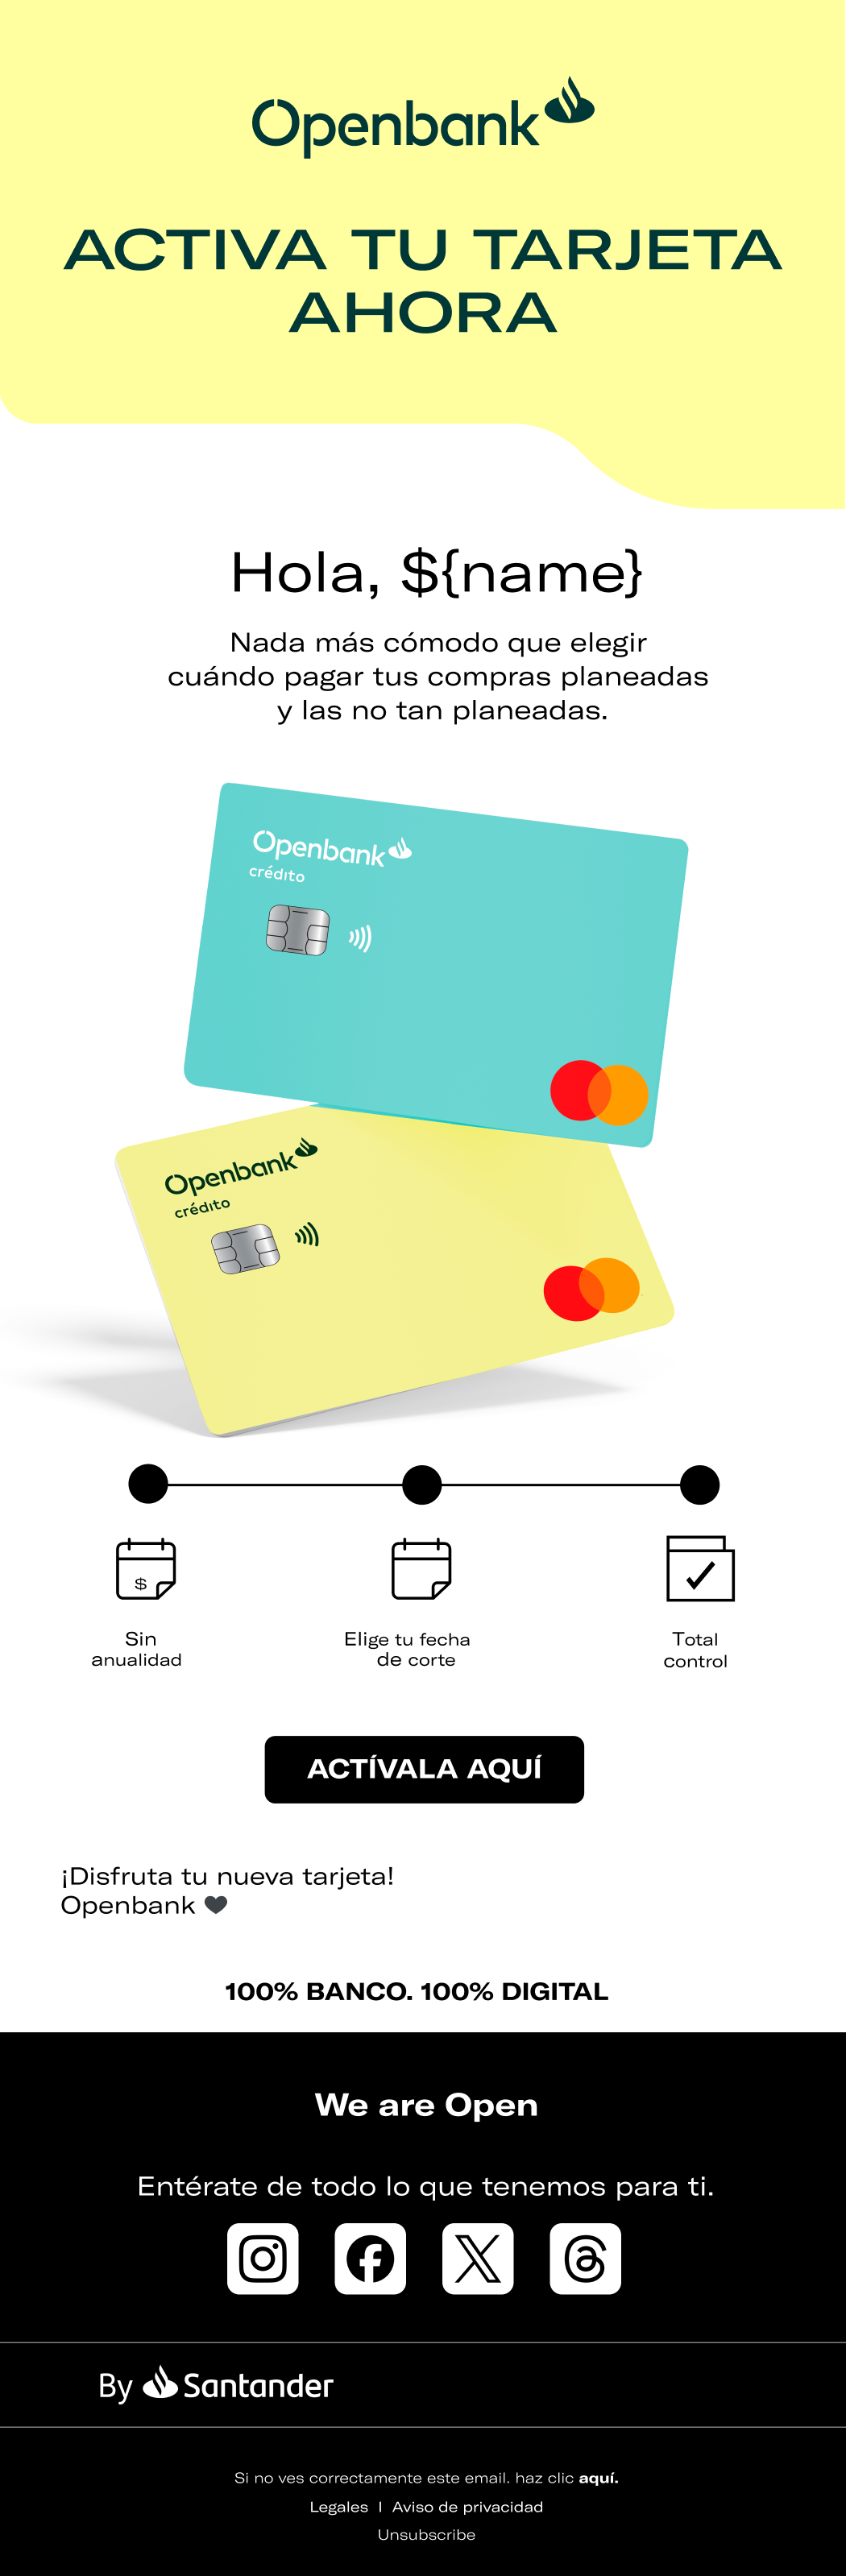 Openbank
ACTIVA TU TARJETA
AHORA
Hola, ${name}
Nada más cómodo que elegir
cuándo pagar tus compras planeadas
y las no tan planeadas.
Openbank
crédito
Openbank
crédito
$
Sin
anualidad
Elige tu fecha
de corte
Total
control
ACTÍVALA AQUÍ
¡Disfruta tu nueva tarjeta!
Openbank 🖤
100% BANCO. 100% DIGITAL
We are Open
Entérate de todo lo que tenemos para ti.
By Santander
Si no ves correctamente este email. haz clic aquí.
Legales I Aviso de privacidad
Unsubscribe